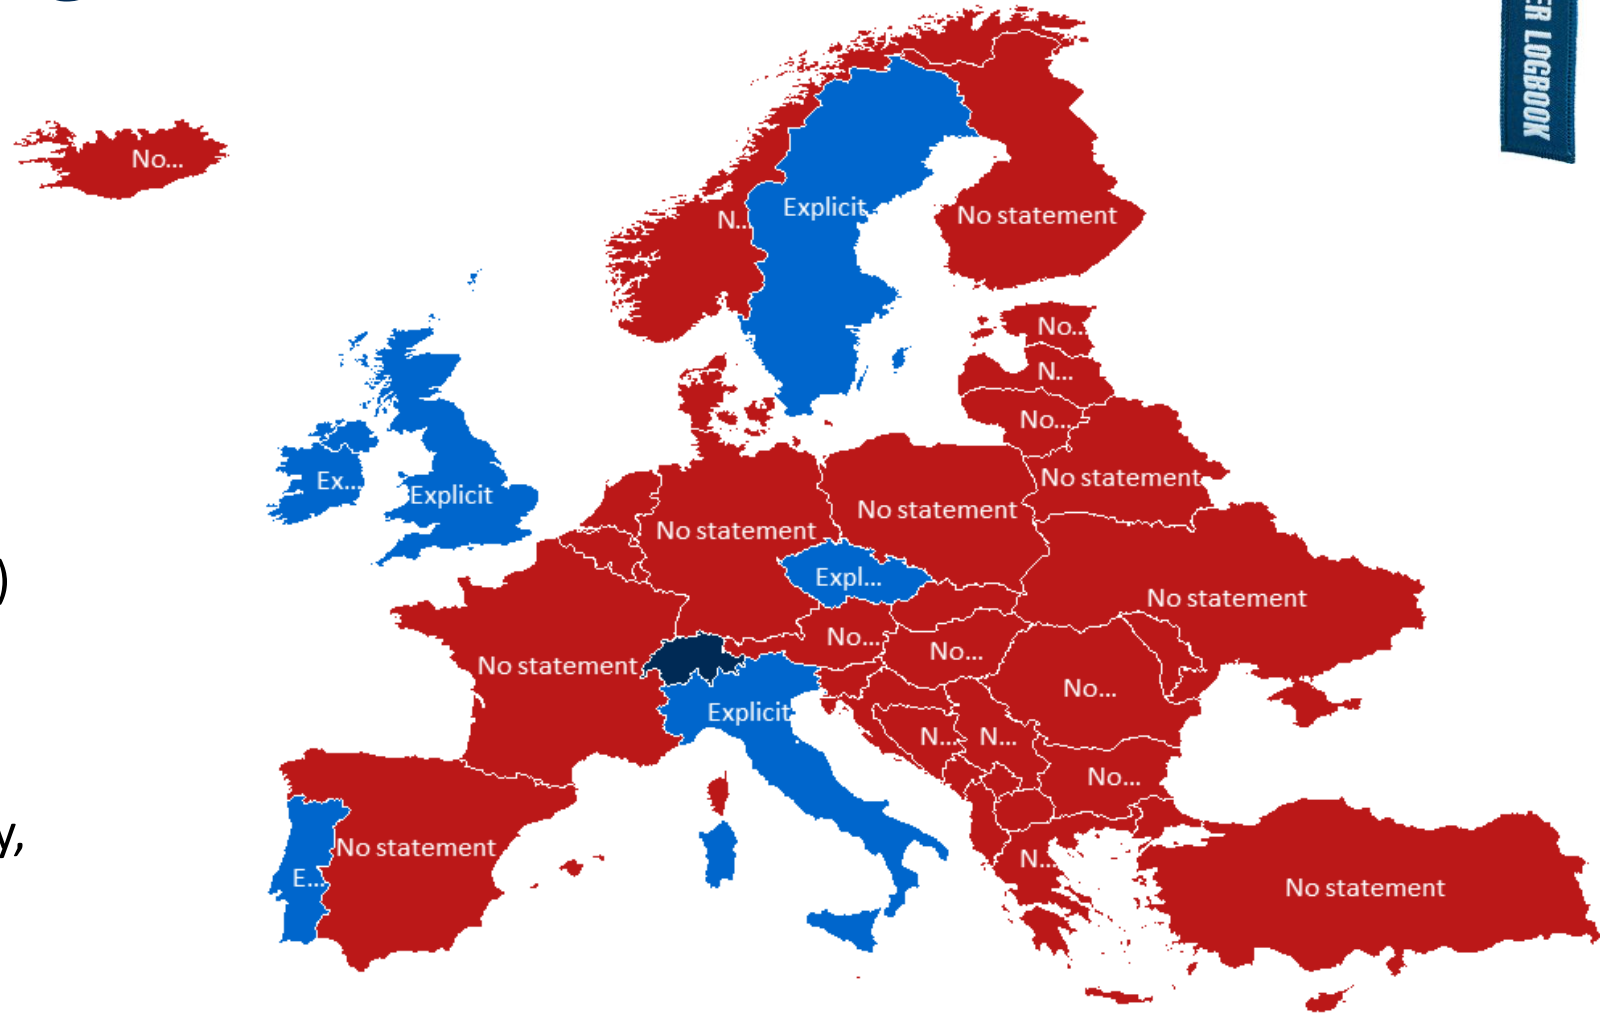 ER LOGBOOK
No...
N...
Explicit
No statement
No...
N...
No...
No statement
Ex...
Explicit
No statement
No statement
Expl...
)
No statement
No...
No...
No statement
No...
Explicit
N...
N...
No...
y,
No statement
N...
E...
No statement